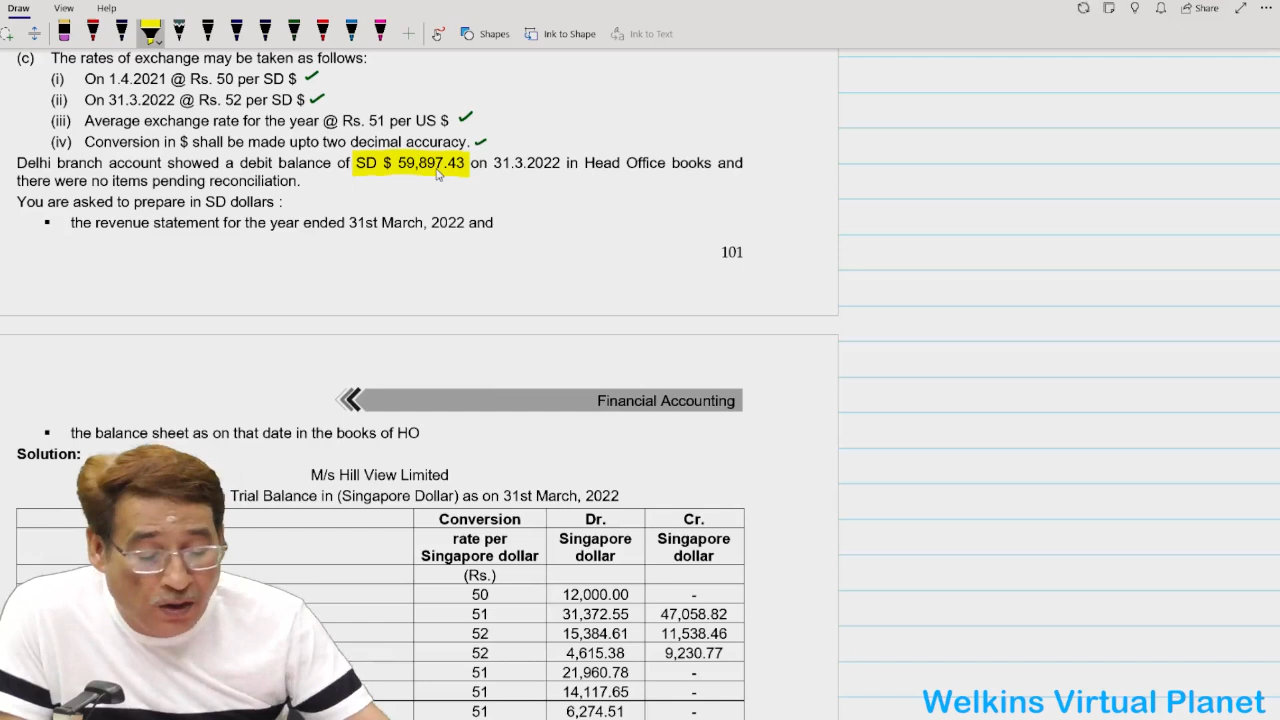 Draw View Help
Share
Shapes Ink to Shape Ink to Text
(c) The rates of exchange may be taken as follows:
(i) On 1.4.2021 @ Rs. 50 per SD $
(ii) On 31.3.2022 @ Rs. 52 per SD $
(iii) Average exchange rate for the year @ Rs. 51 per US $
(iv) Conversion in $ shall be made upto two decimal accuracy.
Delhi branch account showed a debit balance of SD $ 59,897.43 on 31.3.2022 in Head Office books and
there were no items pending reconciliation.
You are asked to prepare in SD dollars :
▪ the revenue statement for the year ended 31st March, 2022 and
101
Financial Accounting
▪ the balance sheet as on that date in the books of HO
Solution:
M/s Hill View Limited
Trial Balance in (Singapore Dollar) as on 31st March, 2022
Conversion Dr. Cr.
rate per Singapore Singapore
Singapore dollar dollar dollar
(Rs.)
50 12,000.00 -
51 31,372.55 47,058.82
52 15,384.61 11,538.46
52 4,615.38 9,230.77
51 21,960.78 -
51 14,117.65 -
51 6,274.51 -
Welkins Virtual Planet